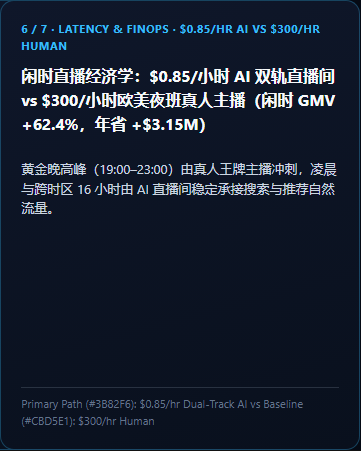 6 / 7 · LATENCY & FINOPS · $0.85/HR AI VS $300/HR
HUMAN
闲时直播经济学：$0.85/小时 AI 双轨直播间
vs $300/小时欧美夜班真人主播（闲时 GMV
+62.4%，年省 +$3.15M）
黄金晚高峰（19:00–23:00）由真人王牌主播冲刺，凌晨
与跨时区 16 小时由 AI 直播间稳定承接搜索与推荐自然
流量。
Primary Path (#3B82F6): $0.85/hr Dual-Track AI vs Baseline
(#CBD5E1): $300/hr Human